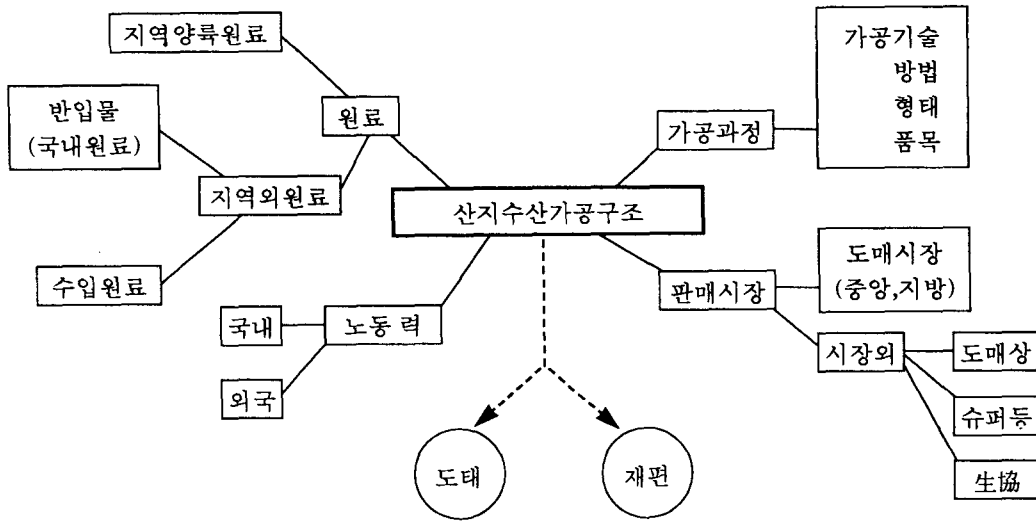 지역양륙원료
반입물
(국내원료)
원료
지역외원료
수입원료
가공기술
방법
형태
품목
가공과정
산지수산가공구조
도매시장
(중앙,지방)
판매시장
시장외
도매상
슈퍼등
生協
국내
노동력
외국
도태
재편